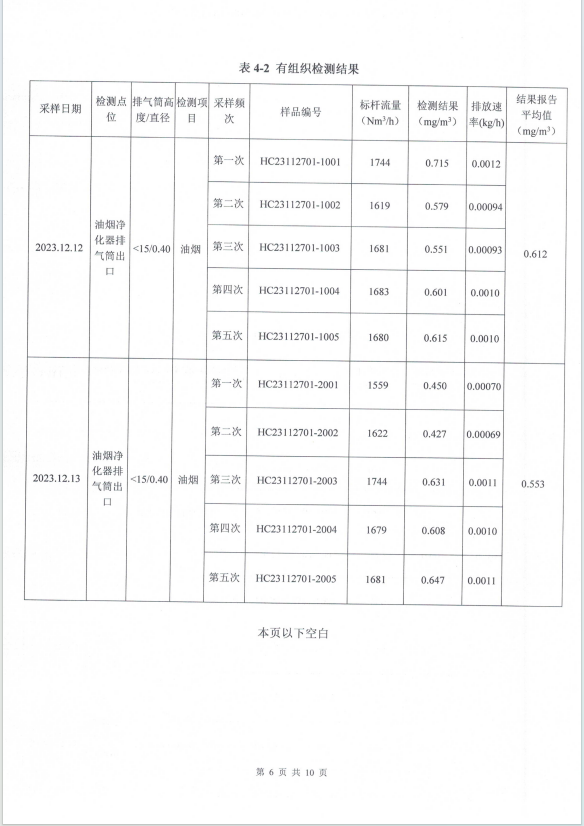 表 4-2 有组织检测结果
采样日期 检测点位 排气筒高度/直径 检测项目 采样频次 样品编号 标杆流量（Nm³/h） 检测结果（mg/m³） 排放速率(kg/h) 结果报告平均值（mg/m³）
2023.12.12 油烟净化器排气筒出口 <15/0.40 油烟 第一次 HC23112701-1001 1744 0.715 0.0012 0.612
第二次 HC23112701-1002 1619 0.579 0.00094
第三次 HC23112701-1003 1681 0.551 0.00093
第四次 HC23112701-1004 1683 0.601 0.0010
第五次 HC23112701-1005 1680 0.615 0.0010
2023.12.13 油烟净化器排气筒出口 <15/0.40 油烟 第一次 HC23112701-2001 1559 0.450 0.00070 0.553
第二次 HC23112701-2002 1622 0.427 0.00069
第三次 HC23112701-2003 1744 0.631 0.0011
第四次 HC23112701-2004 1679 0.608 0.0010
第五次 HC23112701-2005 1681 0.647 0.0011
本页以下空白
第 6 页 共 10 页